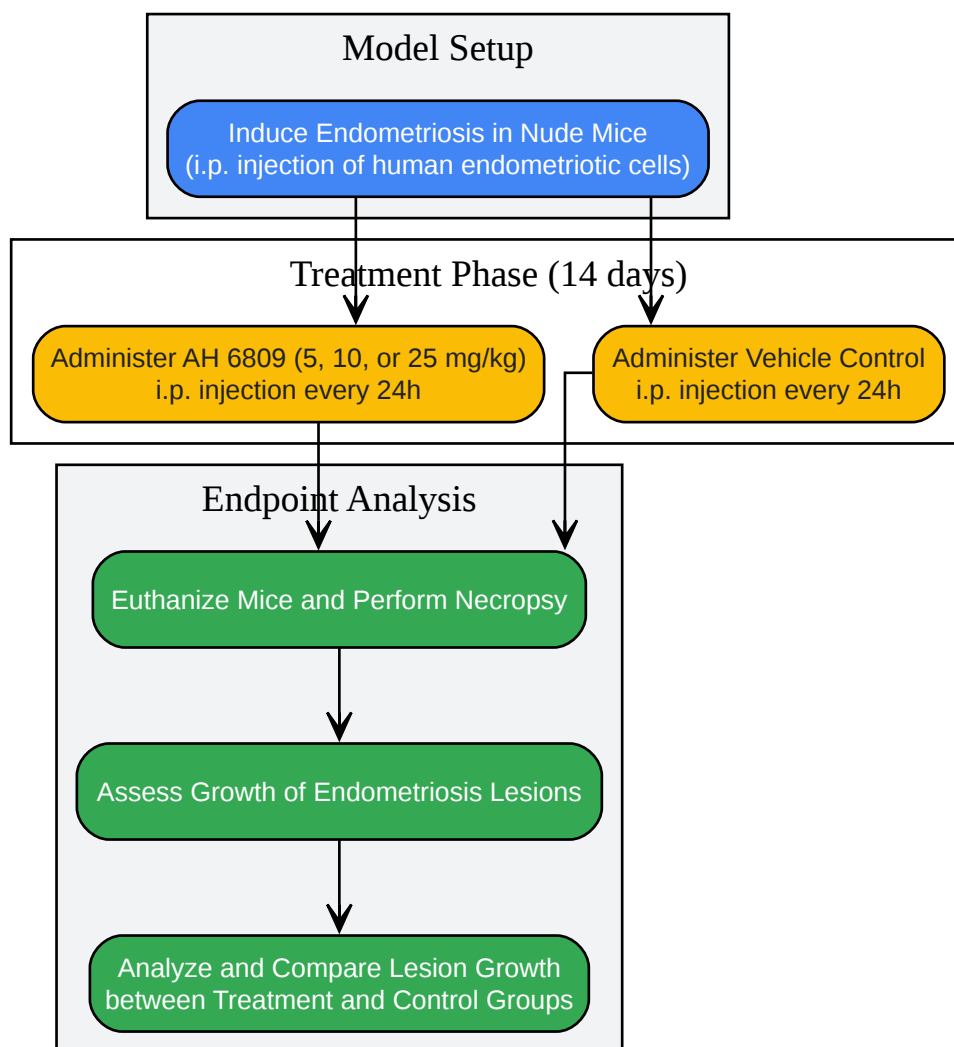 Model Setup
Induce Endometriosis in Nude Mice
(i.p. injection of human endometriotic cells)
Treatment Phase (14 days)
Administer AH 6809 (5, 10, or 25 mg/kg)
i.p. injection every 24h
Administer Vehicle Control
i.p. injection every 24h
Endpoint Analysis
Euthanize Mice and Perform Necropsy
Assess Growth of Endometriosis Lesions
Analyze and Compare Lesion Growth
between Treatment and Control Groups